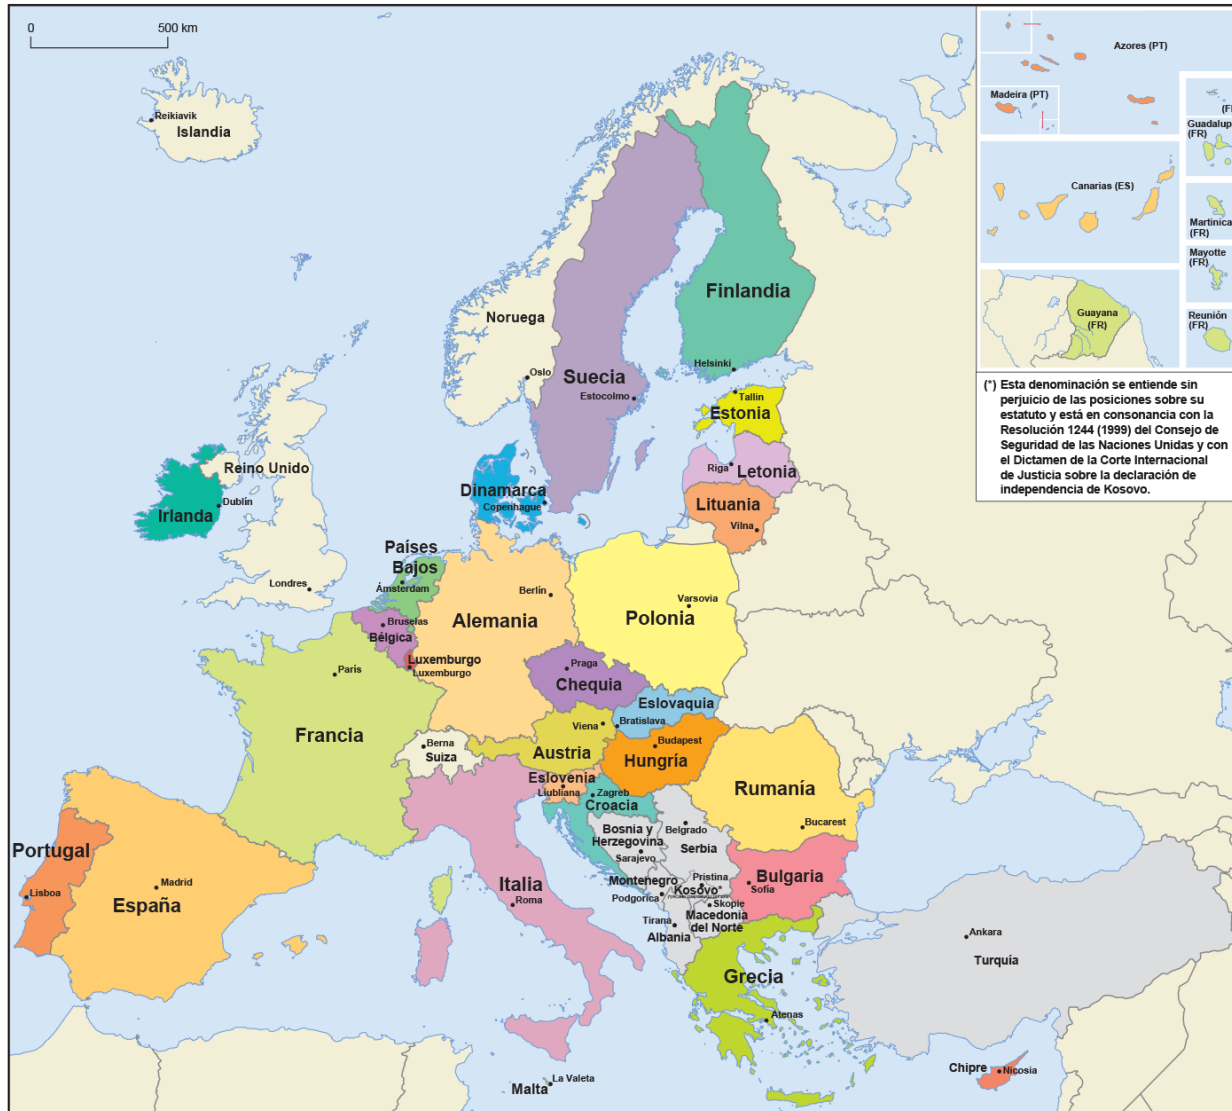 0
500 km
Reikiavik
Islandia
Noruega
Oslo
Suecia
Estocolmo
Finlandia
Helsinki
Tallin
Estonia
Riga
Letonia
Lituania
Vilna
Reino Unido
Dublín
Irlanda
Londres
Dinamarca
Copenhague
Países
Bajos
Ámsterdam
Bruselas
Bélgica
Luxemburgo
Luxemburgo
Berlín
Alemania
Varsovia
Polonia
Praga
Chequia
Eslovaquia
Bratislava
Viena
Austria
Budapest
Hungría
París
Francia
Berna
Suiza
Eslovenia
Liubliana
Zagreb
Croacia
Rumanía
Bucarest
Bosnia y
Herzegovina
Sarajevo
Belgrado
Serbia
Montenegro
Podgorica
Pristina
Kosovo*
Skopie
Macedonia
del Norte
Tirana
Albania
Bulgaria
Sofía
Portugal
Lisboa
Madrid
España
Italia
Roma
Grecia
Atenas
Ankara
Turquía
Chipre
Nicosia
Malta
La Valeta
Azores (PT)
Madeira (PT)
Canarias (ES)
Guayana
(FR)
Guadalup
(FR)
Martinica
(FR)
Mayotte
(FR)
Reunión
(FR)
(*) Esta denominación se entiende sin
perjuicio de las posiciones sobre su
estatuto y está en consonancia con la
Resolución 1244 (1999) del Consejo de
Seguridad de las Naciones Unidas y con
el Dictamen de la Corte Internacional
de Justicia sobre la declaración de
independencia de Kosovo.